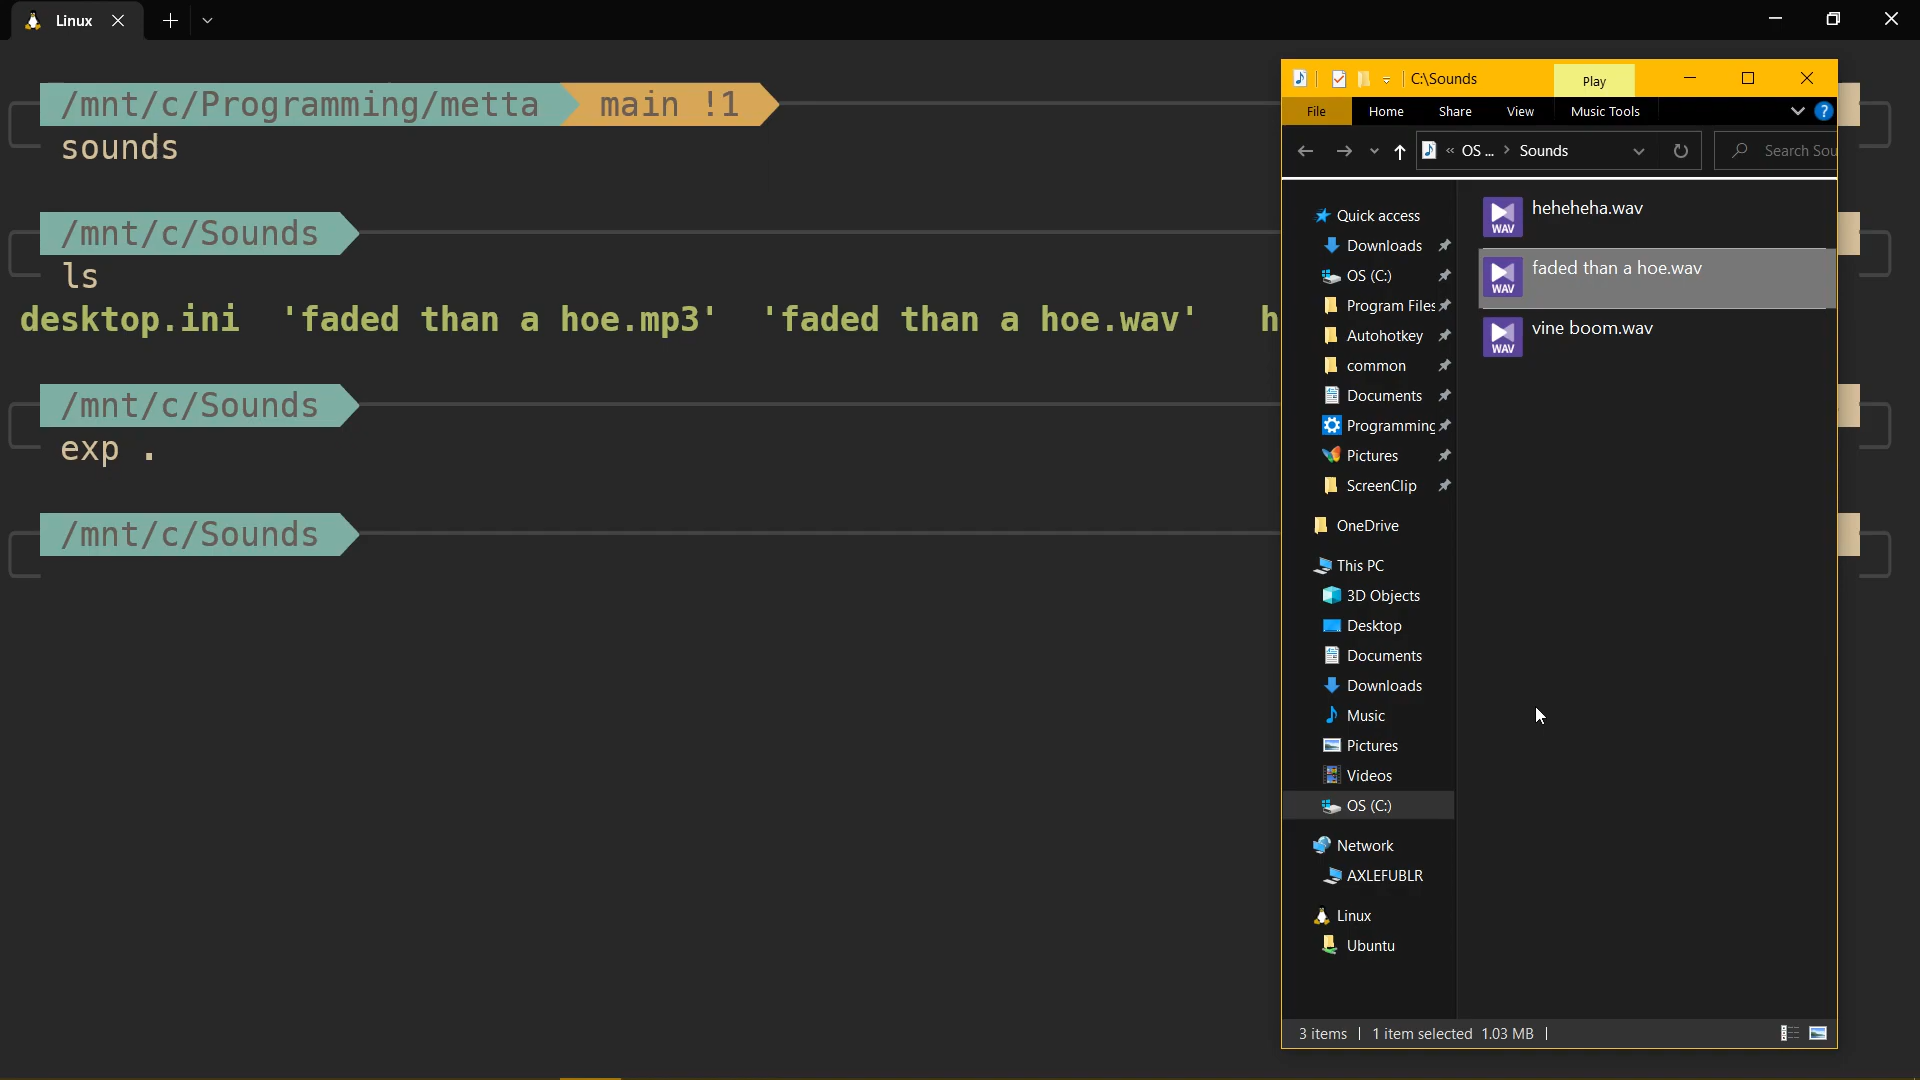 Linux
/mnt/c/Programming/metta main !1
sounds
/mnt/c/Sounds
ls
desktop.ini 'faded than a hoe.mp3' 'faded than a hoe.wav' h
/mnt/c/Sounds
exp .
/mnt/c/Sounds
C:\Sounds
Play
File Home Share View Music Tools
?
« OS ... > Sounds
Search Sou
Quick access
Downloads
OS (C:)
Program Files
Autohotkey
common
Documents
Programming
Pictures
ScreenClip
OneDrive
This PC
3D Objects
Desktop
Documents
Downloads
Music
Pictures
Videos
OS (C:)
Network
AXLEFUBLR
Linux
Ubuntu
WAV
heheheha.wav
WAV
faded than a hoe.wav
WAV
vine boom.wav
3 items 1 item selected 1.03 MB